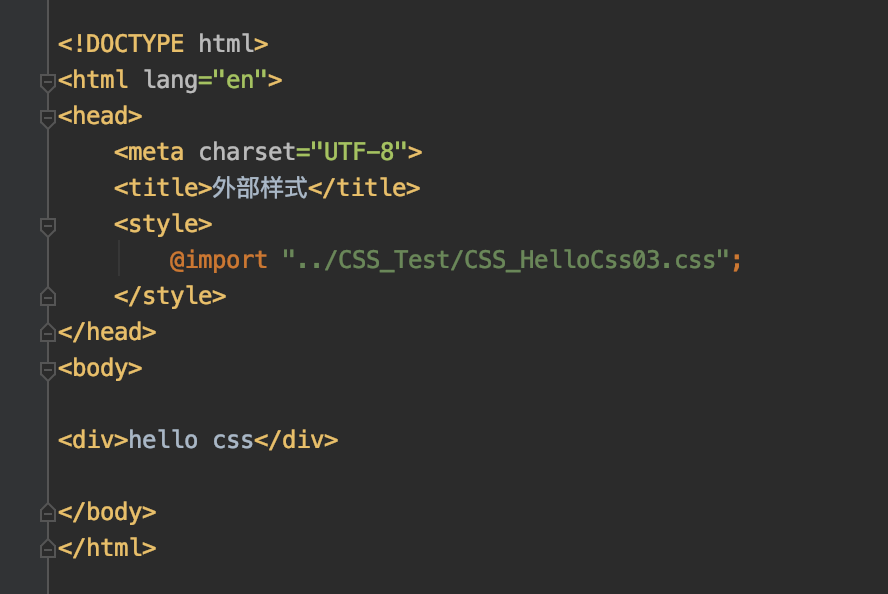 <!DOCTYPE html>
<html lang="en">
<head>
    <meta charset="UTF-8">
    <title>外部样式</title>
    <style>
        @import "../CSS_Test/CSS_HelloCss03.css";
    </style>
</head>
<body>
<div>hello css</div>
</body>
</html>